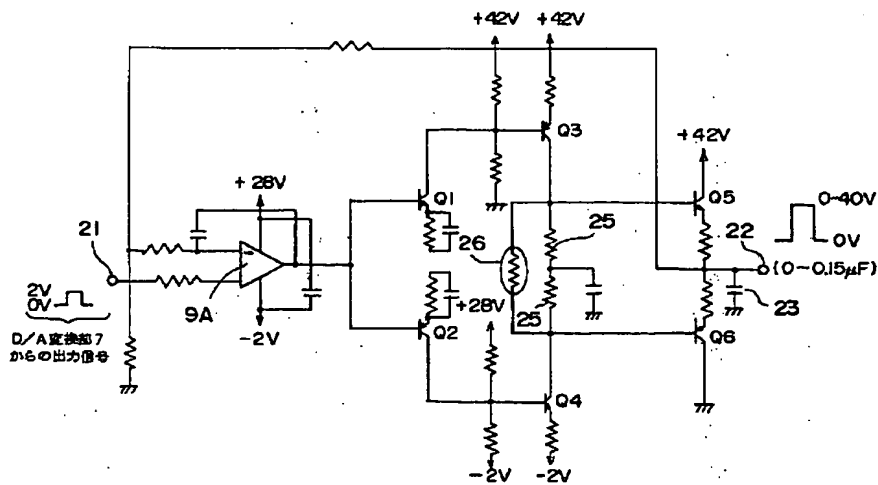 +42V +42V
Q3
+42V
+28V
Q1
Q5
0~40V
21
26
25
22
0V
(0~0.15μF)
2V
0V
9A
25
+28V
23
-2V
Q2
Q6
D/A変換部7
からの出力信号
Q4
-2V -2V